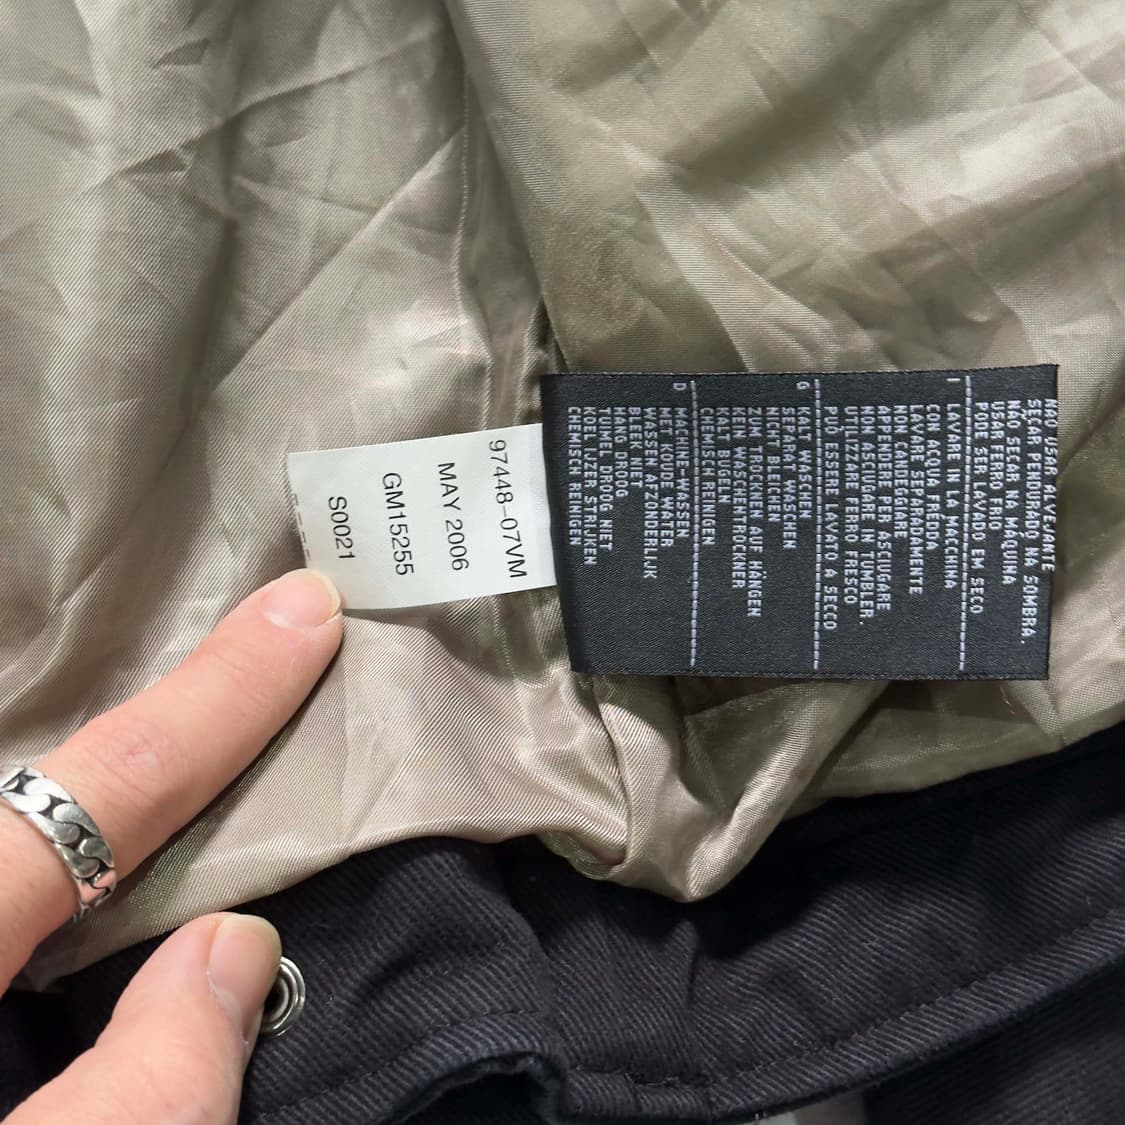 97448-07VM
MAY 2006
GM15255
S0021
NÃO USAR ALVEJANTE
SECAR PENDURADO NA SOMBRA.
NÃO SECAR NA MÁQUINA
USAR FERRO FRIO
PODE SER LAVADO EM SECO
I
LAVARE IN LA MACCHINA
CON ACQUA FREDDA
LAVARE SEPARADAMENTE
NON CANDEGGIARE
APPENDERE PER ASCIUGARE
NON ASCIUGARE IN TUMBLER.
UTILIZZARE FERRO FRESCO
PUÒ ESSERE LAVATO A SECCO
G
KALT WASCHEN
SEPARAT WASCHEN
NICHT BLEICHEN
ZUM TROCKNEN AUF HÄNGEN
KEIN WÄSCHETROCKNER
KALT BÜGELN
CHEMISCH REINIGEN
D
MACHINE-WASSEN
MET KOUDE WATER
WASSEN AFZONDERLIJK
BLEEK NIET
HANG DROOG
TUIMEL DROOG NIET
KOEL IJZER STRIJKEN
CHEMISCH REINIGEN